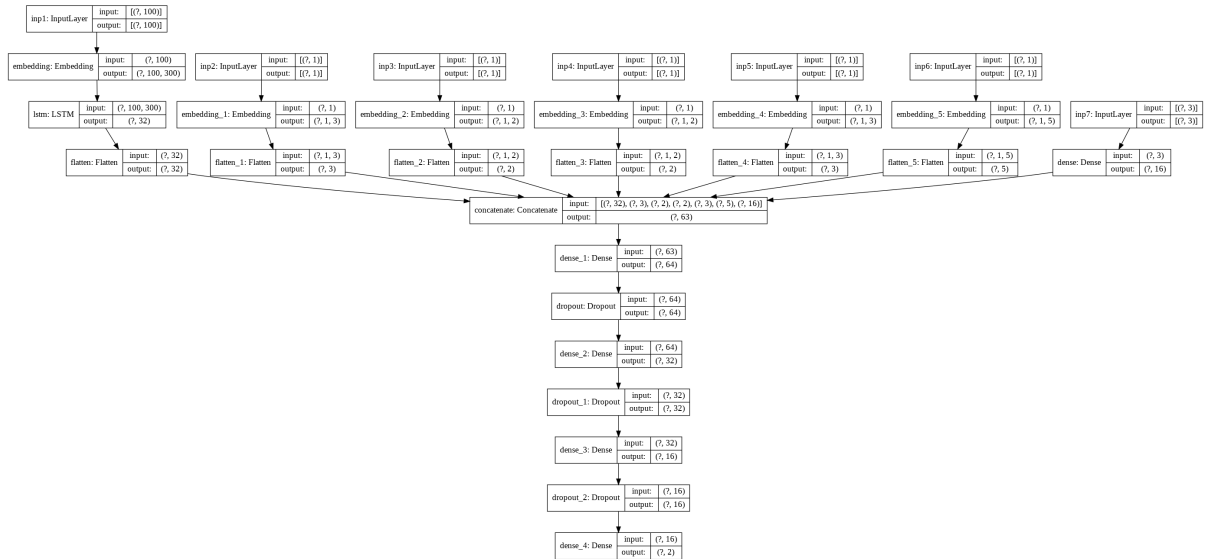 inp1: InputLayer input: [(?, 100)]
output: [(?, 100)]
embedding: Embedding input: (?, 100)
output: (?, 100, 300)
inp2: InputLayer input: [(?, 1)]
output: [(?, 1)]
inp3: InputLayer input: [(?, 1)]
output: [(?, 1)]
inp4: InputLayer input: [(?, 1)]
output: [(?, 1)]
inp5: InputLayer input: [(?, 1)]
output: [(?, 1)]
inp6: InputLayer input: [(?, 1)]
output: [(?, 1)]
lstm: LSTM input: (?, 100, 300)
output: (?, 32)
embedding_1: Embedding input: (?, 1)
output: (?, 1, 3)
embedding_2: Embedding input: (?, 1)
output: (?, 1, 2)
embedding_3: Embedding input: (?, 1)
output: (?, 1, 2)
embedding_4: Embedding input: (?, 1)
output: (?, 1, 3)
embedding_5: Embedding input: (?, 1)
output: (?, 1, 5)
inp7: InputLayer input: [(?, 3)]
output: [(?, 3)]
flatten: Flatten input: (?, 32)
output: (?, 32)
flatten_1: Flatten input: (?, 1, 3)
output: (?, 3)
flatten_2: Flatten input: (?, 1, 2)
output: (?, 2)
flatten_3: Flatten input: (?, 1, 2)
output: (?, 2)
flatten_4: Flatten input: (?, 1, 3)
output: (?, 3)
flatten_5: Flatten input: (?, 1, 5)
output: (?, 5)
dense: Dense input: (?, 3)
output: (?, 16)
concatenate: Concatenate input: [(?, 32), (?, 3), (?, 2), (?, 2), (?, 3), (?, 5), (?, 16)]
output: (?, 63)
dense_1: Dense input: (?, 63)
output: (?, 64)
dropout: Dropout input: (?, 64)
output: (?, 64)
dense_2: Dense input: (?, 64)
output: (?, 32)
dropout_1: Dropout input: (?, 32)
output: (?, 32)
dense_3: Dense input: (?, 32)
output: (?, 16)
dropout_2: Dropout input: (?, 16)
output: (?, 16)
dense_4: Dense input: (?, 16)
output: (?, 2)